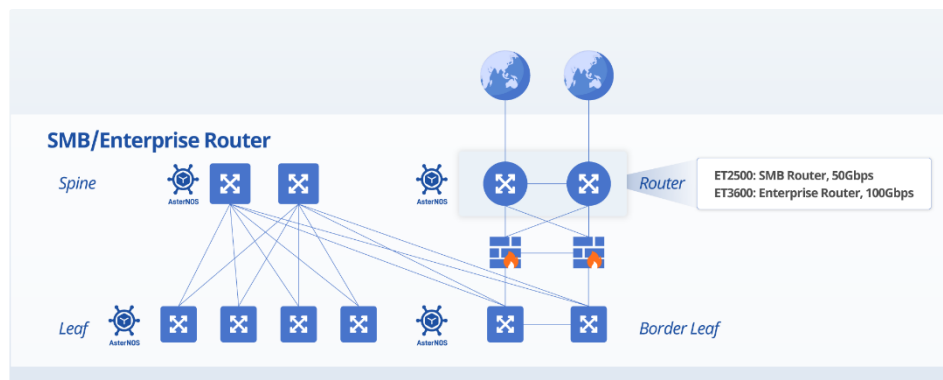 SMB/Enterprise Router
Spine
AsterNOS
AsterNOS
Router
ET2500: SMB Router, 50Gbps
ET3600: Enterprise Router, 100Gbps
Leaf
AsterNOS
AsterNOS
Border Leaf